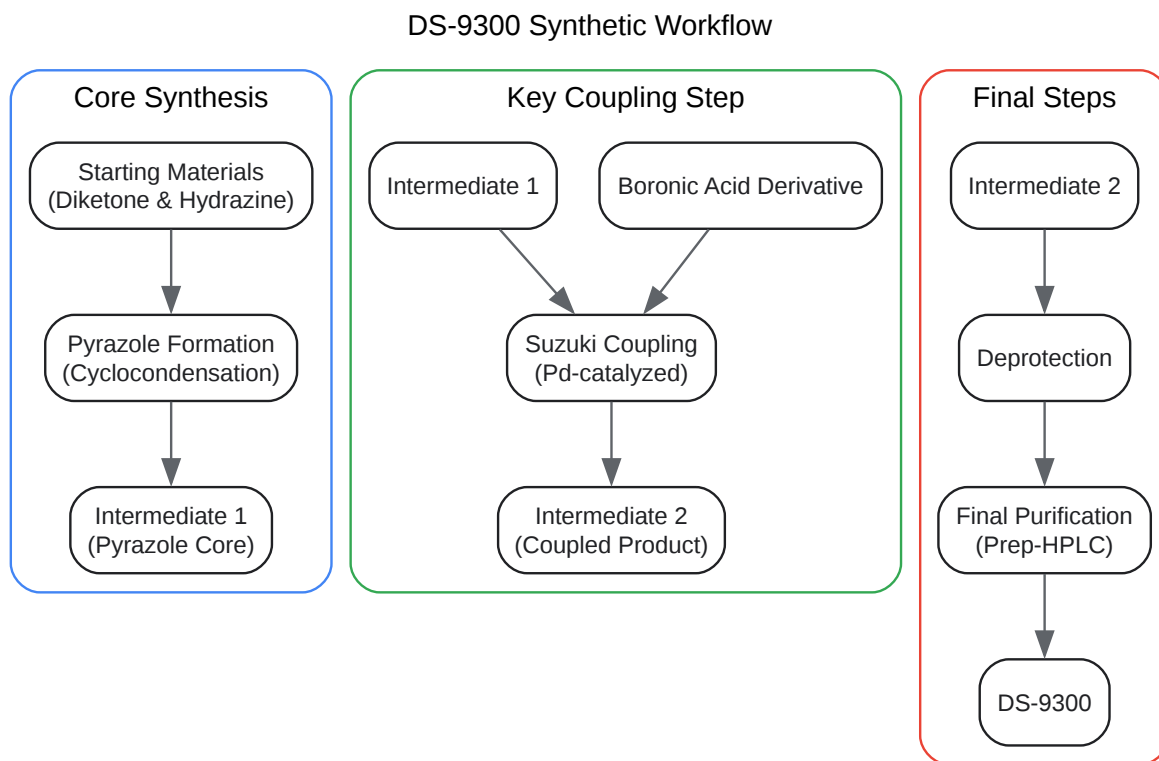 DS-9300 Synthetic Workflow
Core Synthesis
Starting Materials
(Diketone & Hydrazine)
Pyrazole Formation
(Cyclocondensation)
Intermediate 1
(Pyrazole Core)
Key Coupling Step
Intermediate 1
Boronic Acid Derivative
Suzuki Coupling
(Pd-catalyzed)
Intermediate 2
(Coupled Product)
Final Steps
Intermediate 2
Deprotection
Final Purification
(Prep-HPLC)
DS-9300